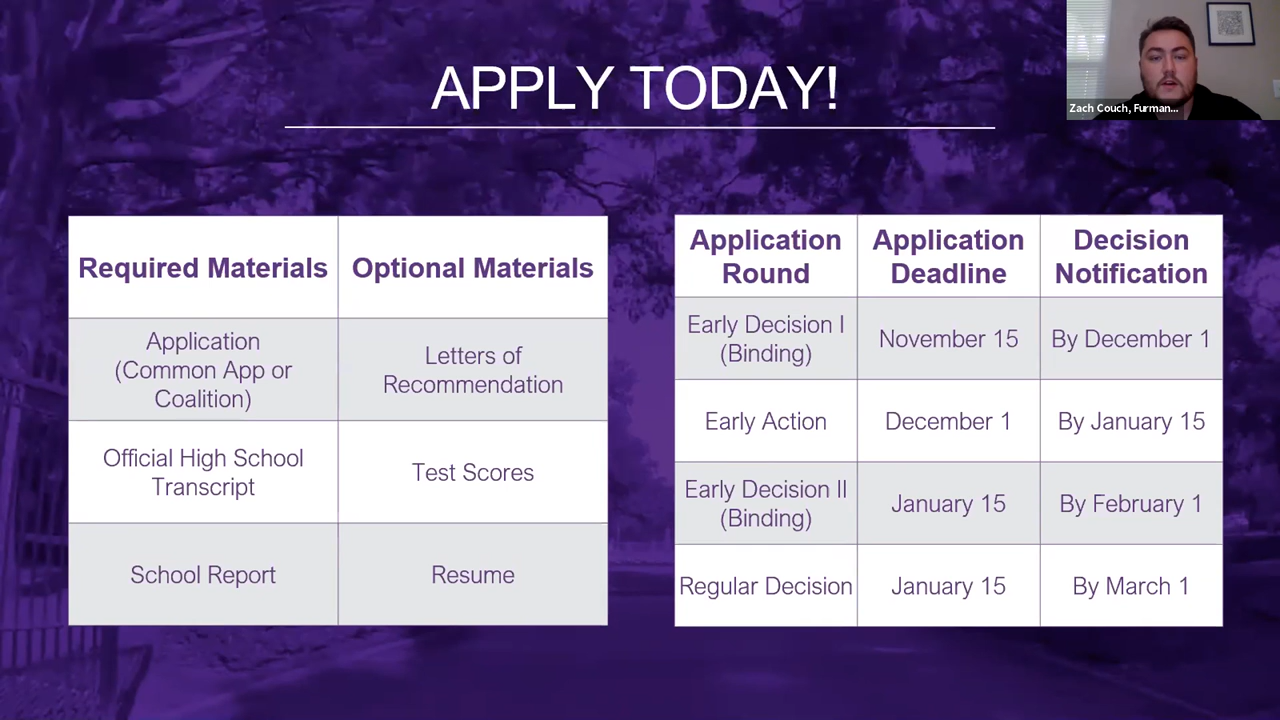 APPLY TODAY!
Zach Couch, Furman...
Required Materials
Optional Materials
Application
(Common App or
Coalition)
Letters of
Recommendation
Official High School
Transcript
Test Scores
School Report
Resume
Application
Round
Application
Deadline
Decision
Notification
Early Decision I
(Binding)
November 15
By December 1
Early Action
December 1
By January 15
Early Decision II
(Binding)
January 15
By February 1
Regular Decision
January 15
By March 1